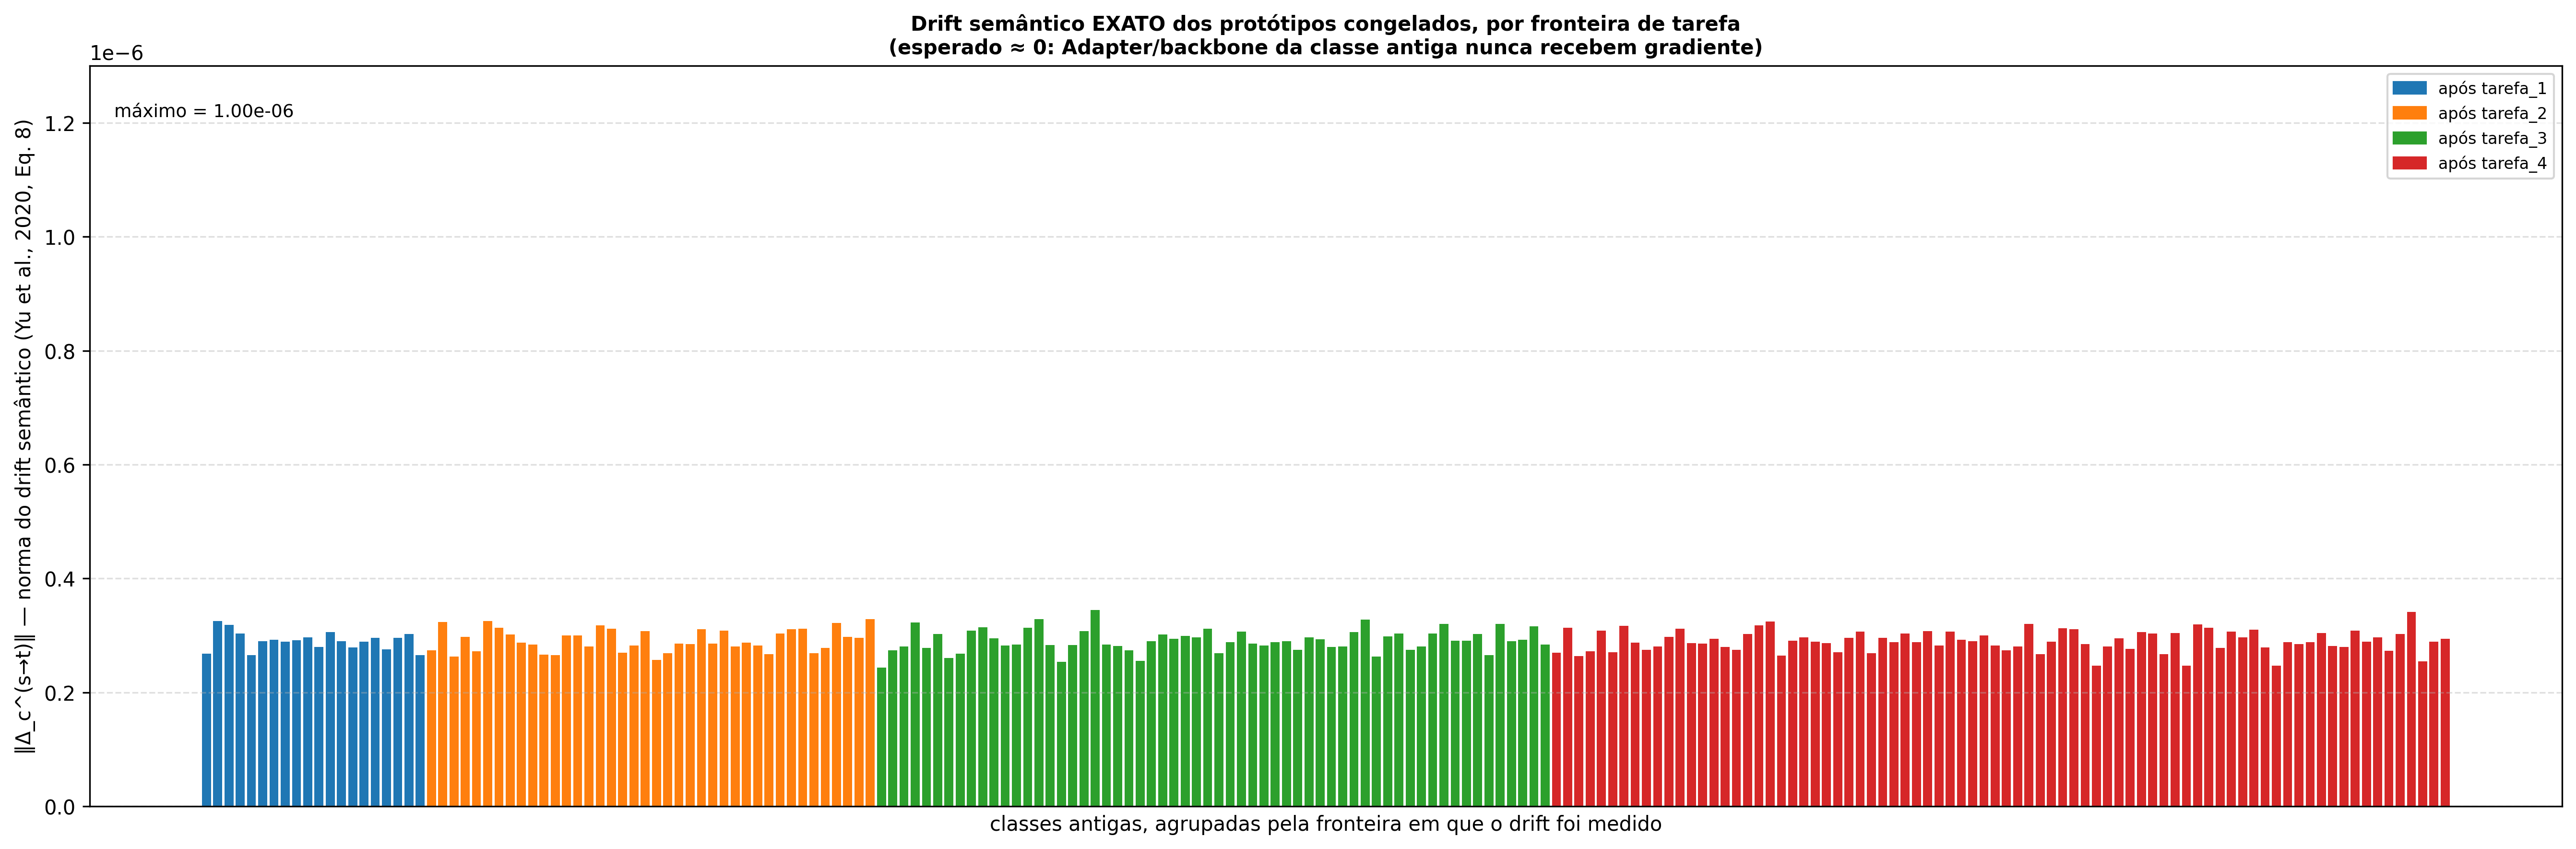 Drift semântico EXATO dos protótipos congelados, por fronteira de tarefa
(esperado ≈ 0: Adapter/backbone da classe antiga nunca recebem gradiente)
1e−6
máximo = 1.00e-06
após tarefa_1
após tarefa_2
após tarefa_3
após tarefa_4
1.2
1.0
0.8
0.6
0.4
0.2
0.0
‖Δ_c^(s→t)‖ — norma do drift semântico (Yu et al., 2020, Eq. 8)
classes antigas, agrupadas pela fronteira em que o drift foi medido